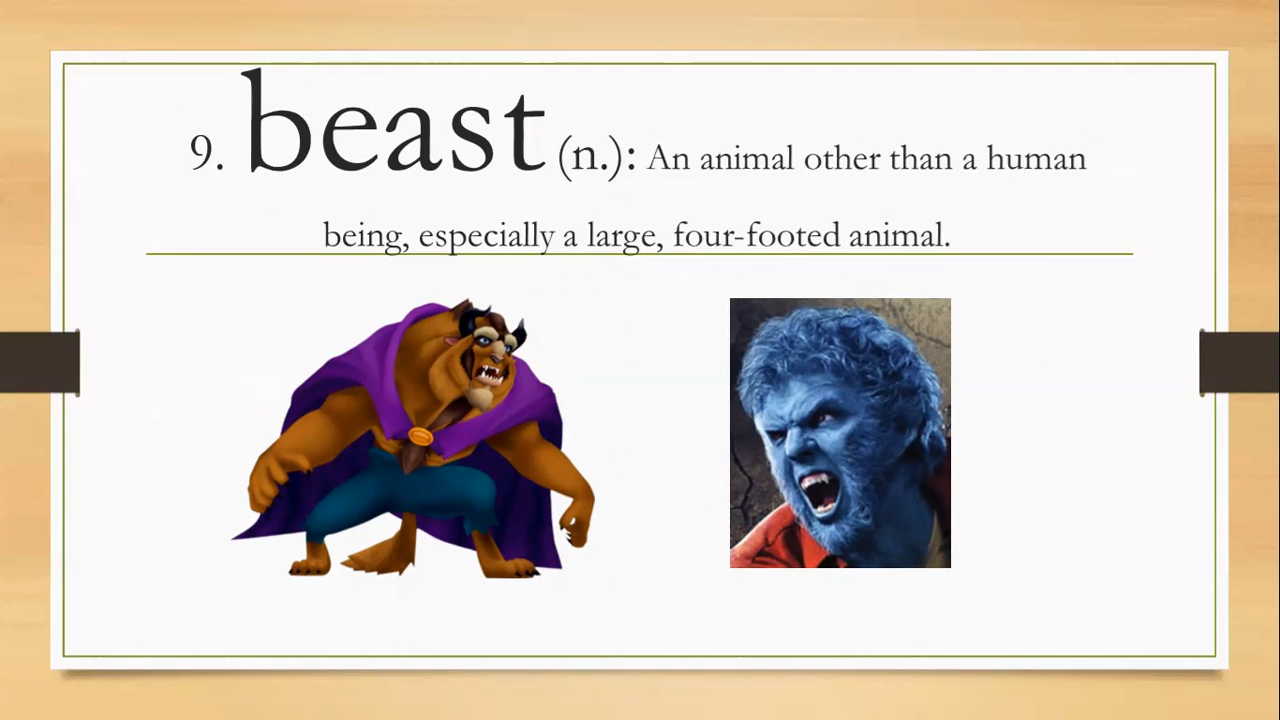 9. beast (n.): An animal other than a human
being, especially a large, four-footed animal.